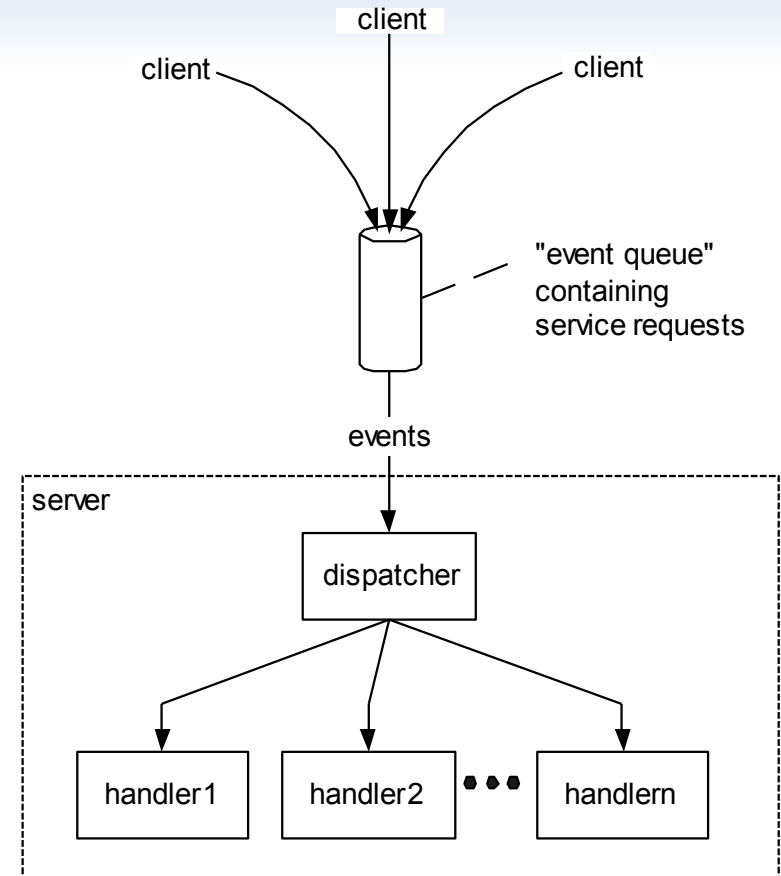 client
client
client
"event queue"
containing
service requests
events
server
dispatcher
handler1
handler2
handlern